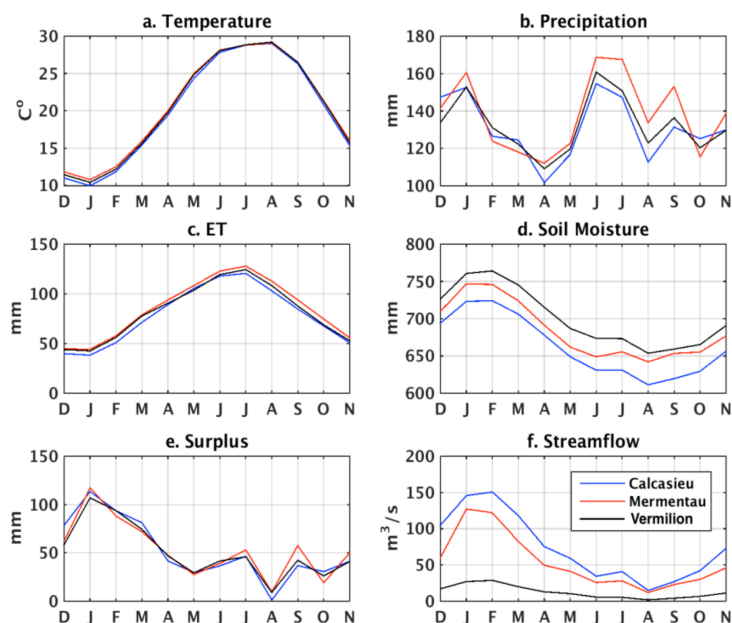 a. Temperature
30
25
20
15
10
C°
D J F M A M J J A S O N
b. Precipitation
180
160
140
120
100
mm
D J F M A M J J A S O N
c. ET
150
100
50
0
mm
D J F M A M J J A S O N
d. Soil Moisture
800
750
700
650
600
mm
D J F M A M J J A S O N
e. Surplus
150
100
50
0
mm
D J F M A M J J A S O N
f. Streamflow
200
150
100
50
0
m³/s
Calcasieu
Mermentau
Vermilion
D J F M A M J J A S O N